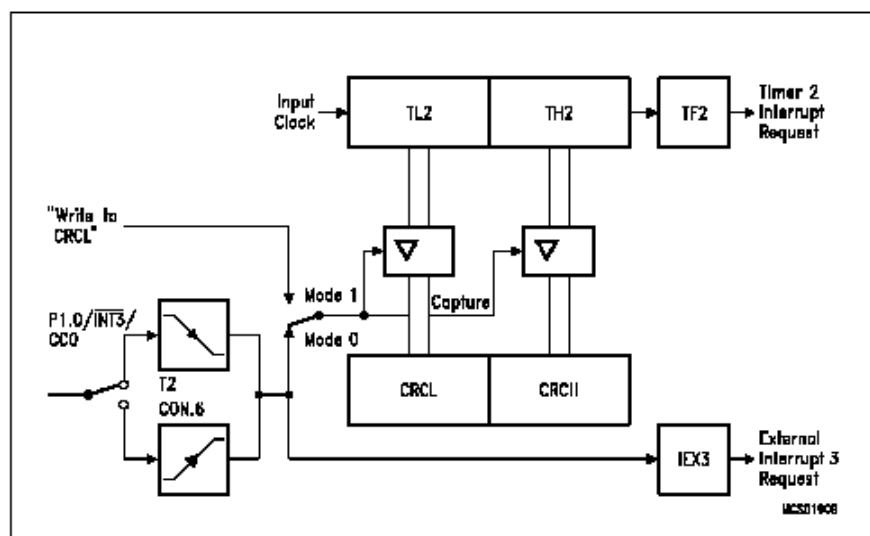 Input
Clock
TL2
TH2
TF2
Timer 2
Interrupt
Request
"Write to
CRCL"
Mode 1
Capture
Mode 0
P1.0/INT3/
CC0
T2
CON.6
CRCL
CRCH
IEX3
External
Interrupt 3
Request
MCS01906